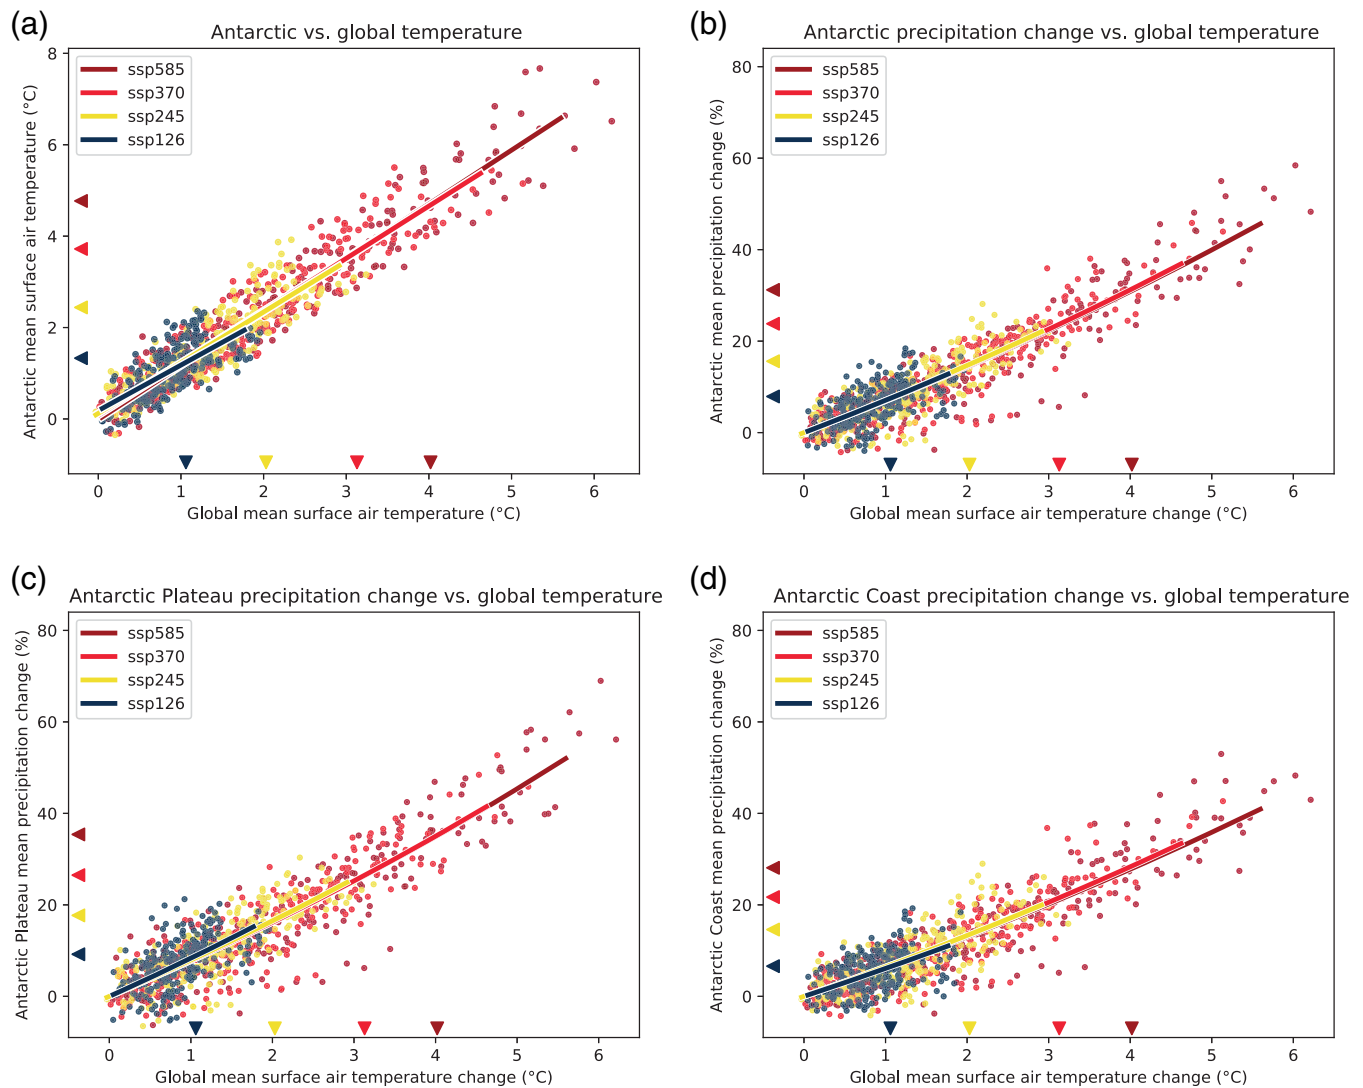 (a)
Antarctic vs. global temperature
8
6
4
2
0
Antarctic mean surface air temperature (°C)
ssp585
ssp370
ssp245
ssp126
0 1 2 3 4 5 6
Global mean surface air temperature (°C)
(b)
Antarctic precipitation change vs. global temperature
80
60
40
20
0
Antarctic mean precipitation change (%)
ssp585
ssp370
ssp245
ssp126
0 1 2 3 4 5 6
Global mean surface air temperature change (°C)
(c)
Antarctic Plateau precipitation change vs. global temperature
80
60
40
20
0
Antarctic Plateau mean precipitation change (%)
ssp585
ssp370
ssp245
ssp126
0 1 2 3 4 5 6
Global mean surface air temperature change (°C)
(d)
Antarctic Coast precipitation change vs. global temperature
80
60
40
20
0
Antarctic Coast mean precipitation change (%)
ssp585
ssp370
ssp245
ssp126
0 1 2 3 4 5 6
Global mean surface air temperature change (°C)